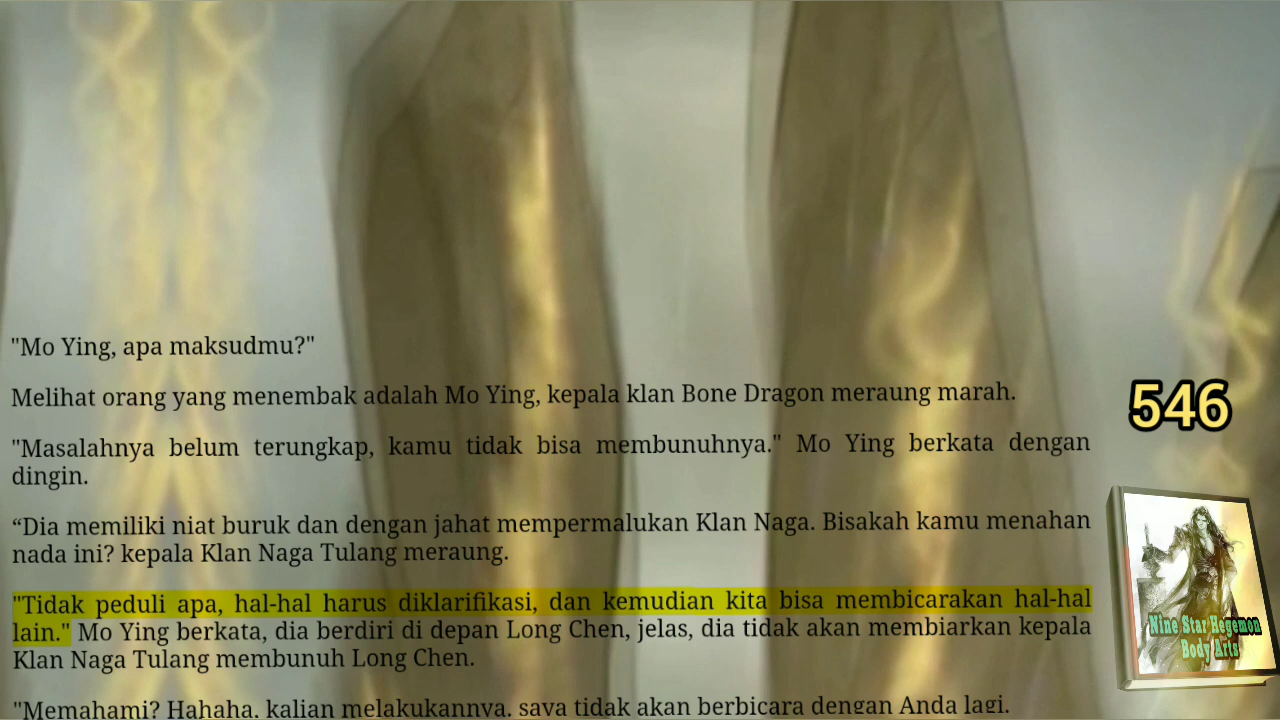 "Mo Ying, apa maksudmu?"
Melihat orang yang menembak adalah Mo Ying, kepala klan Bone Dragon meraung marah.
"Masalahnya belum terungkap, kamu tidak bisa membunuhnya." Mo Ying berkata dengan
dingin.
“Dia memiliki niat buruk dan dengan jahat mempermalukan Klan Naga. Bisakah kamu menahan
nada ini? kepala Klan Naga Tulang meraung.
"Tidak peduli apa, hal-hal harus diklarifikasi, dan kemudian kita bisa membicarakan hal-hal
lain." Mo Ying berkata, dia berdiri di depan Long Chen, jelas, dia tidak akan membiarkan kepala
Klan Naga Tulang membunuh Long Chen.
"Memahami? Hahaha, kalian melakukannya, saya tidak akan berbicara dengan Anda lagi.
546
Nine Star Hegemon
Body Arts